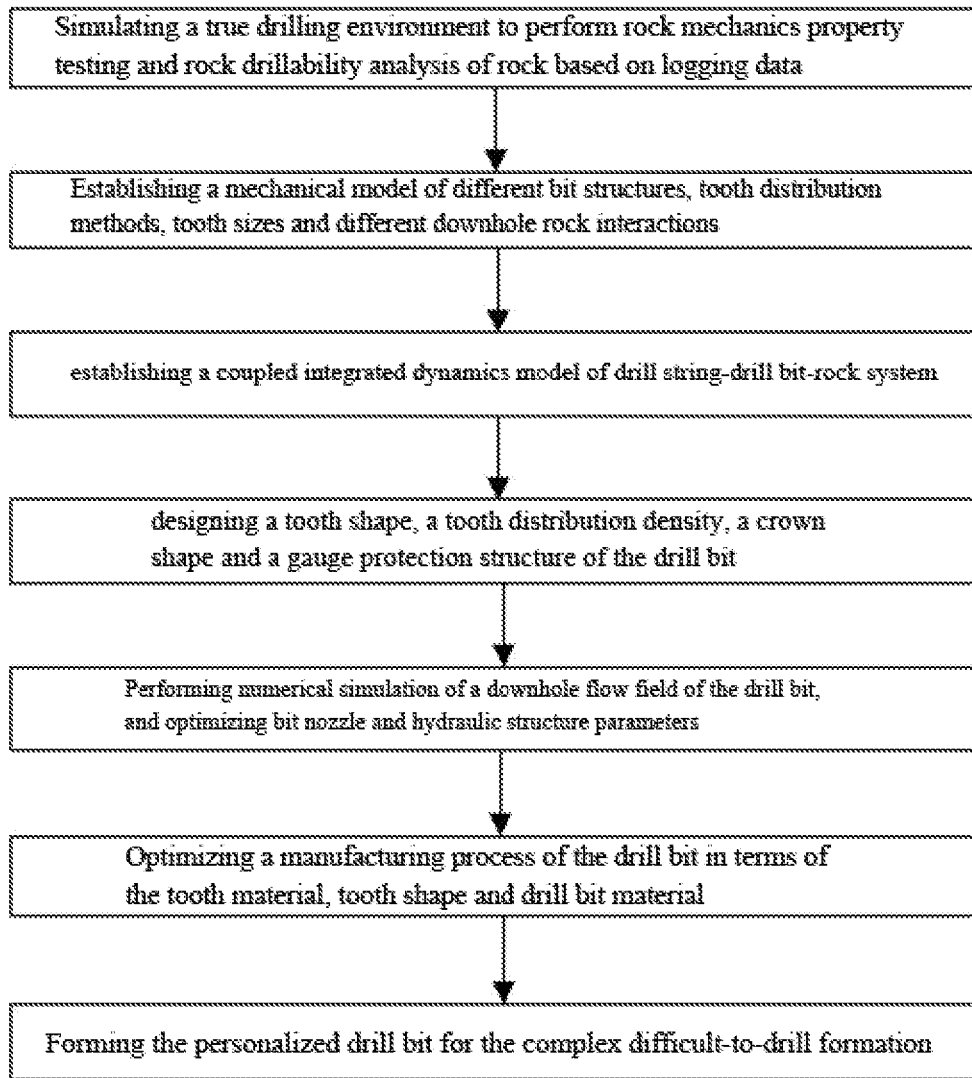 Simulating a true drilling environment to perform rock mechanics property
testing and rock drillability analysis of rock based on logging data
Establishing a mechanical model of different bit structures, tooth distribution
methods, tooth sizes and different downhole rock interactions
establishing a coupled integrated dynamics model of drill string-drill bit-rock system
designing a tooth shape, a tooth distribution density, a crown
shape and a gauge protection structure of the drill bit
Performing numerical simulation of a downhole flow field of the drill bit,
and optimizing bit nozzle and hydraulic structure parameters
Optimizing a manufacturing process of the drill bit in terms of
the tooth material, tooth shape and drill bit material
Forming the personalized drill bit for the complex difficult-to-drill formation